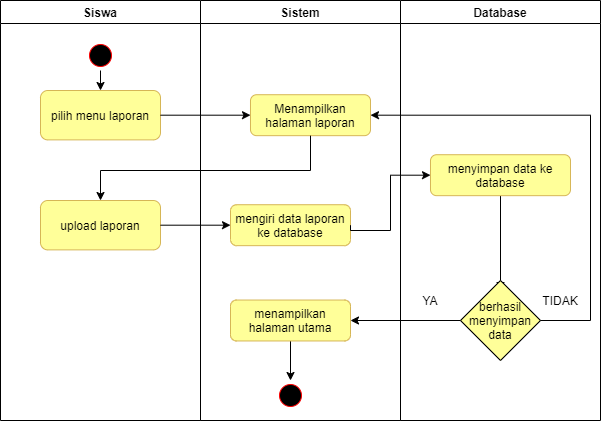 Siswa
Sistem
Database
pilih menu laporan
Menampilkan
halaman laporan
menyimpan data ke
database
upload laporan
mengiri data laporan
ke database
menampilkan
halaman utama
YA
berhasil
menyimpan
data
TIDAK